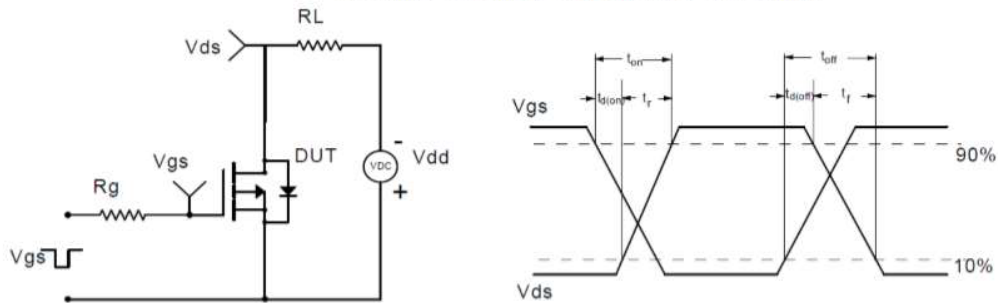 RL
Vds
ton
toff
td(on)
tr
td(off)
tf
Vgs
90%
10%
Vds
-
Vdd
+
VDC
DUT
Vgs
Rg
Vgs